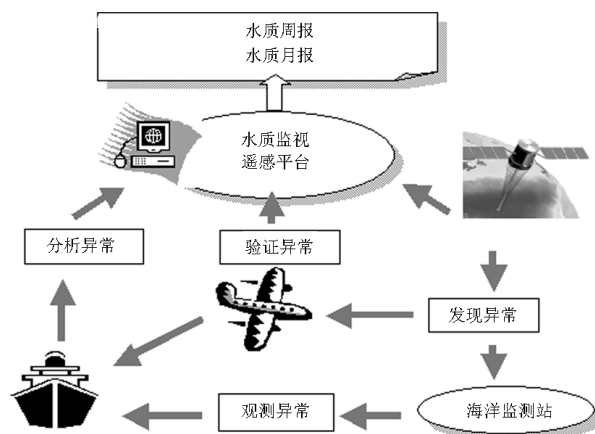 水质周报
水质月报
水质监视
遥感平台
分析异常
验证异常
发现异常
观测异常
海洋监测站